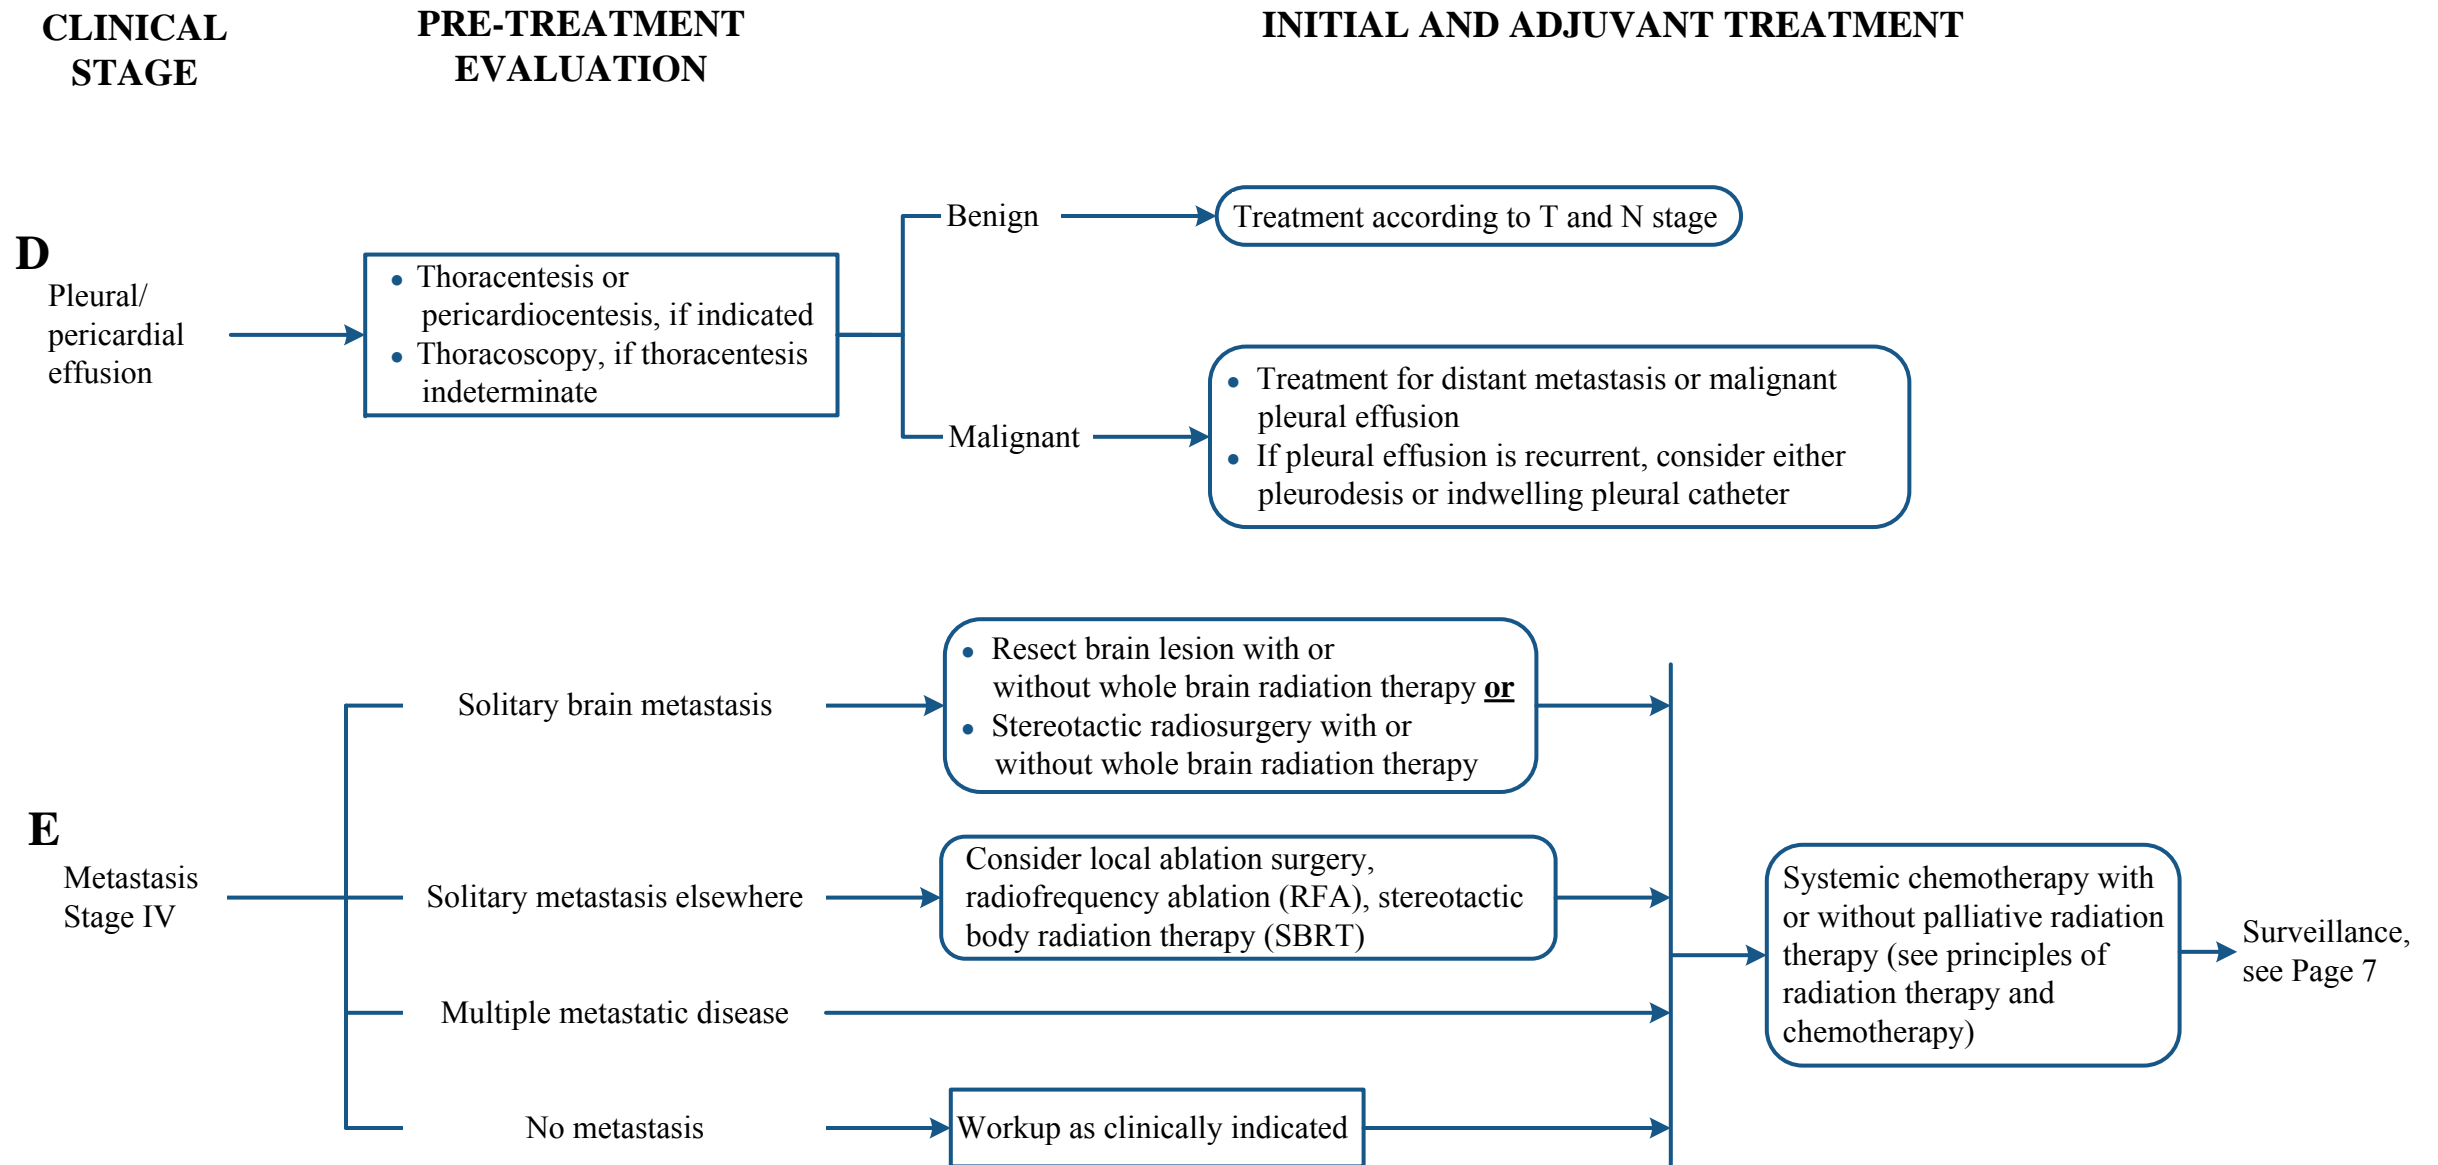 CLINICAL
STAGE
PRE-TREATMENT
EVALUATION
INITIAL AND ADJUVANT TREATMENT
D
Pleural/
pericardial
effusion
• Thoracentesis or
pericardiocentesis, if indicated
• Thoracoscopy, if thoracentesis
indeterminate
Benign
Treatment according to T and N stage
Malignant
• Treatment for distant metastasis or malignant
pleural effusion
• If pleural effusion is recurrent, consider either
pleurodesis or indwelling pleural catheter
E
Metastasis
Stage IV
Solitary brain metastasis
• Resect brain lesion with or
without whole brain radiation therapy or
• Stereotactic radiosurgery with or
without whole brain radiation therapy
Solitary metastasis elsewhere
Consider local ablation surgery,
radiofrequency ablation (RFA), stereotactic
body radiation therapy (SBRT)
Multiple metastatic disease
No metastasis
Workup as clinically indicated
Systemic chemotherapy with
or without palliative radiation
therapy (see principles of
radiation therapy and
chemotherapy)
Surveillance,
see Page 7